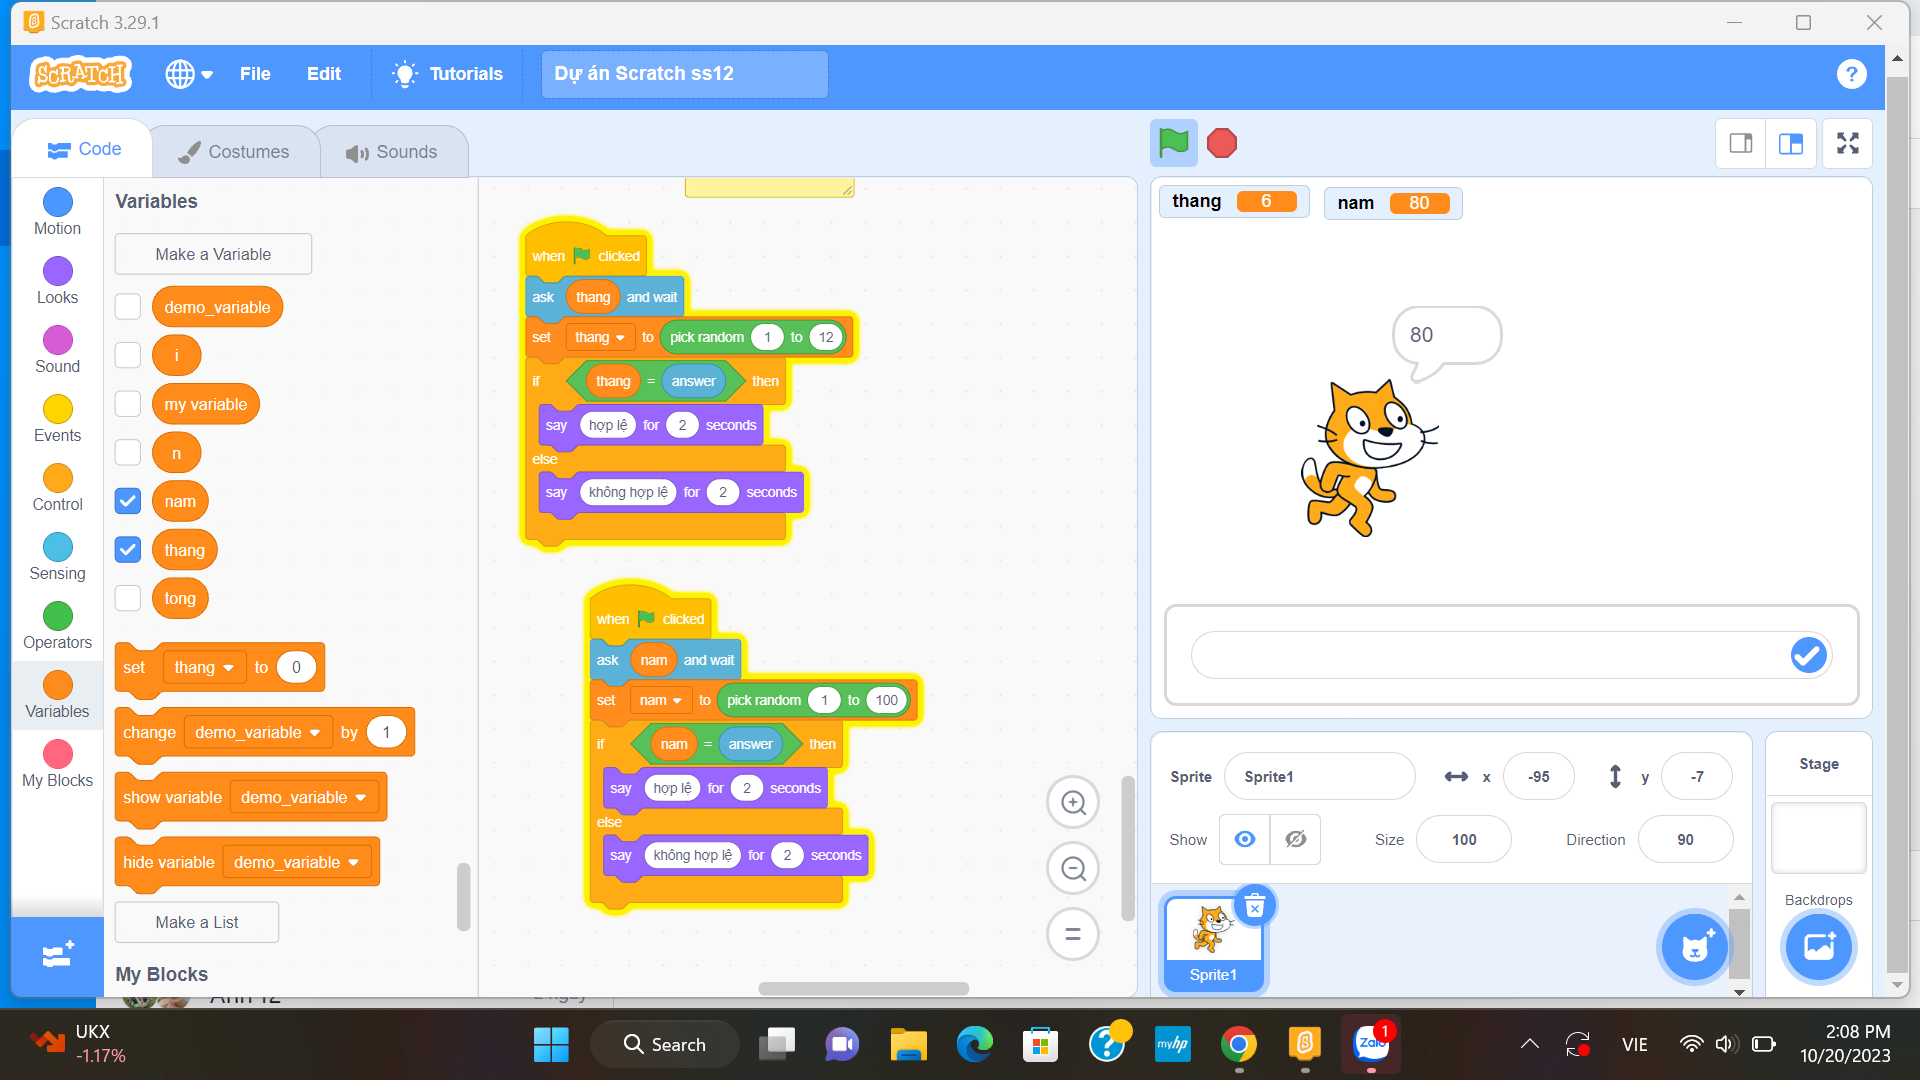 Scratch 3.29.1
SCRATCH
File
Edit
Tutorials
Dự án Scratch ss12
?
Code
Costumes
Sounds
Motion
Looks
Sound
Events
Control
Sensing
Operators
Variables
My Blocks
Variables
Make a Variable
demo_variable
i
my variable
n
nam
thang
tong
set thang to 0
change demo_variable by 1
show variable demo_variable
hide variable demo_variable
Make a List
My Blocks
when clicked
ask thang and wait
set thang to pick random 1 to 12
if thang = answer then
say hợp lệ for 2 seconds
else
say không hợp lệ for 2 seconds
when clicked
ask nam and wait
set nam to pick random 1 to 100
if nam = answer then
say hợp lệ for 2 seconds
else
say không hợp lệ for 2 seconds
thang 6
nam 80
80
Sprite Sprite1 x -95 y -7
Show Size 100 Direction 90
Sprite1
Stage
Backdrops
UKX
-1.17%
Search
myhp
Zalo
1
VIE
2:08 PM
10/20/2023